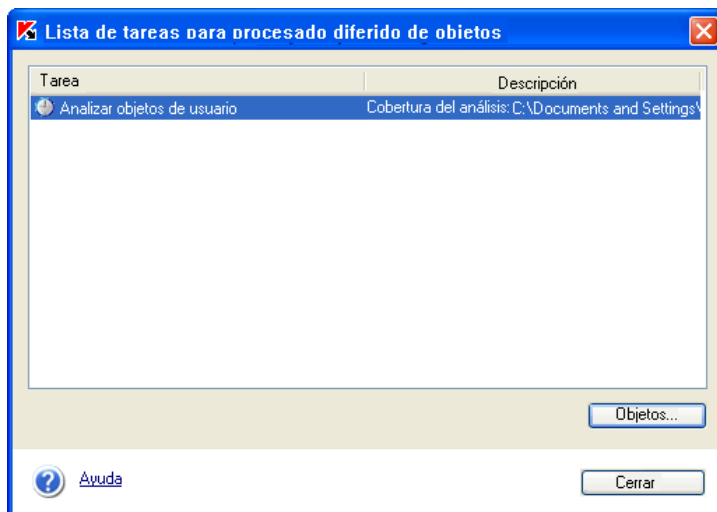 Lista de tareas para procesado diferido de objetos
Tarea Descripción
Analizar objetos de usuario Cobertura del análisis: C:\Documents and Settings\
Objetos...
Ayuda
Cerrar